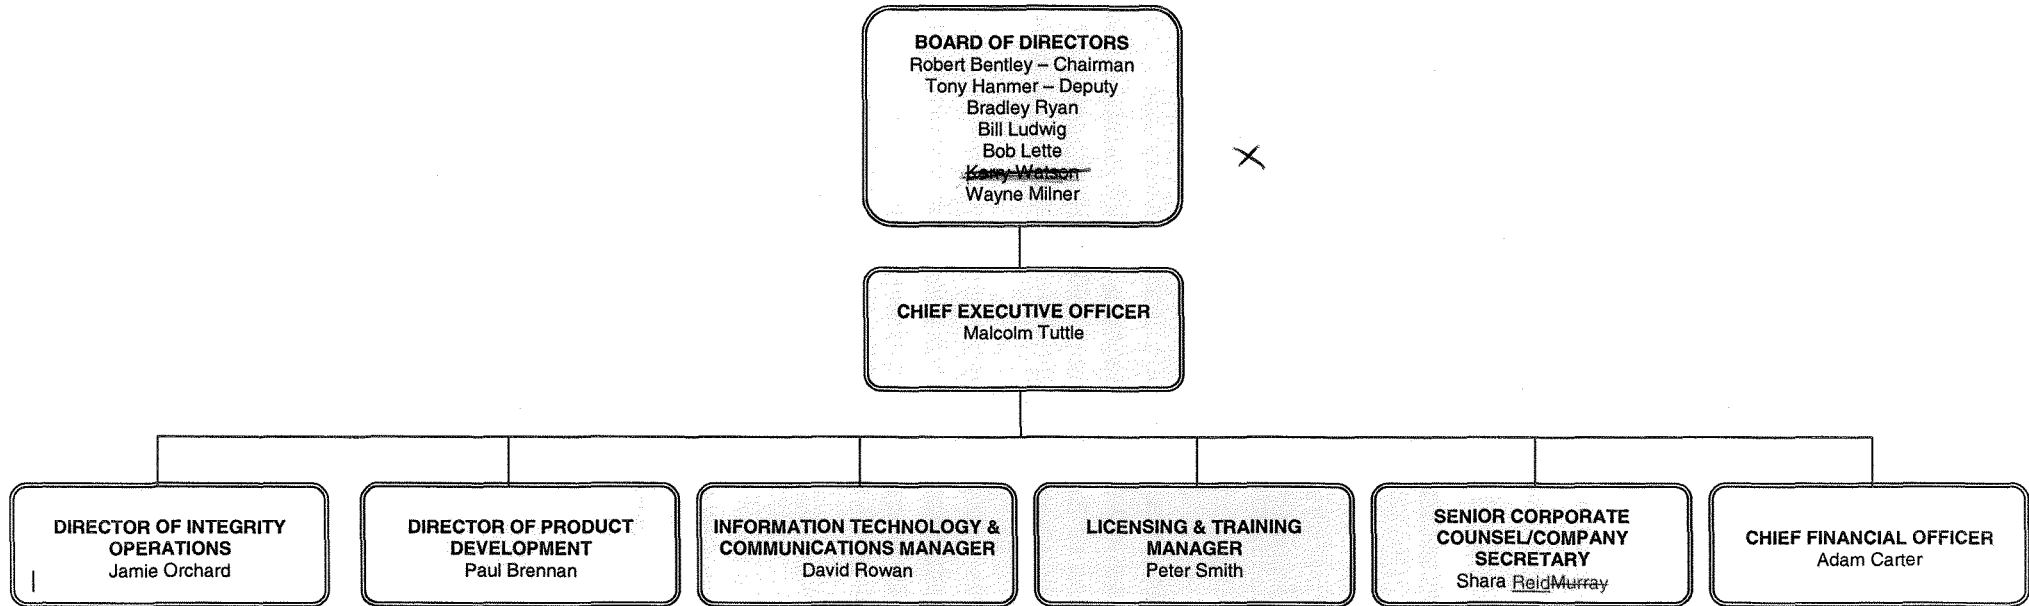 BOARD OF DIRECTORS
Robert Bentley – Chairman
Tony Hanmer – Deputy
Bradley Ryan
Bill Ludwig
Bob Lette
Kerry Watson
Wayne Milner
CHIEF EXECUTIVE OFFICER
Malcolm Tuttle
DIRECTOR OF INTEGRITY
OPERATIONS
Jamie Orchard
DIRECTOR OF PRODUCT
DEVELOPMENT
Paul Brennan
INFORMATION TECHNOLOGY &
COMMUNICATIONS MANAGER
David Rowan
LICENSING & TRAINING
MANAGER
Peter Smith
SENIOR CORPORATE
COUNSEL/COMPANY
SECRETARY
Shara ReidMurray
CHIEF FINANCIAL OFFICER
Adam Carter